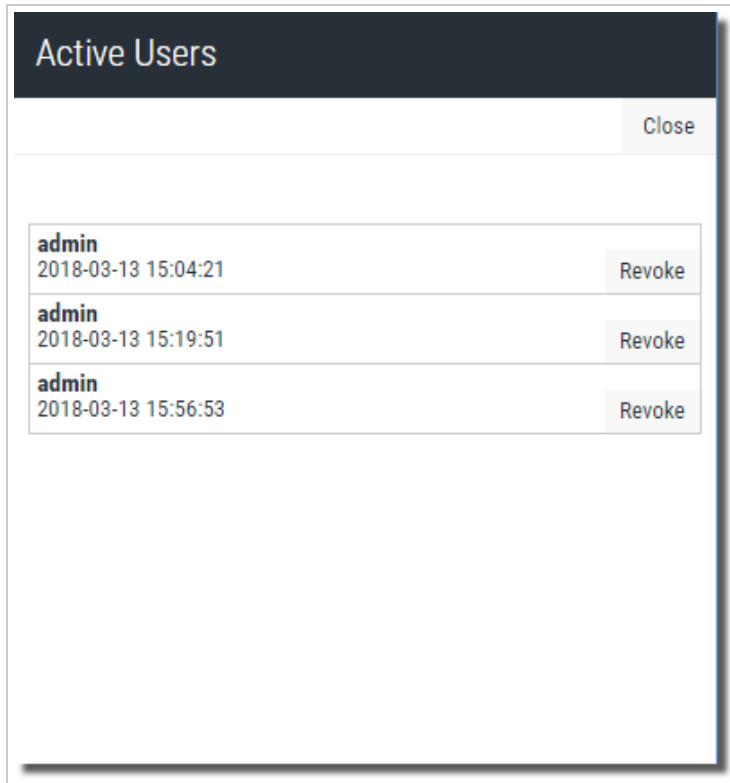 Active Users
Close
admin
2018-03-13 15:04:21
Revoke
admin
2018-03-13 15:19:51
Revoke
admin
2018-03-13 15:56:53
Revoke